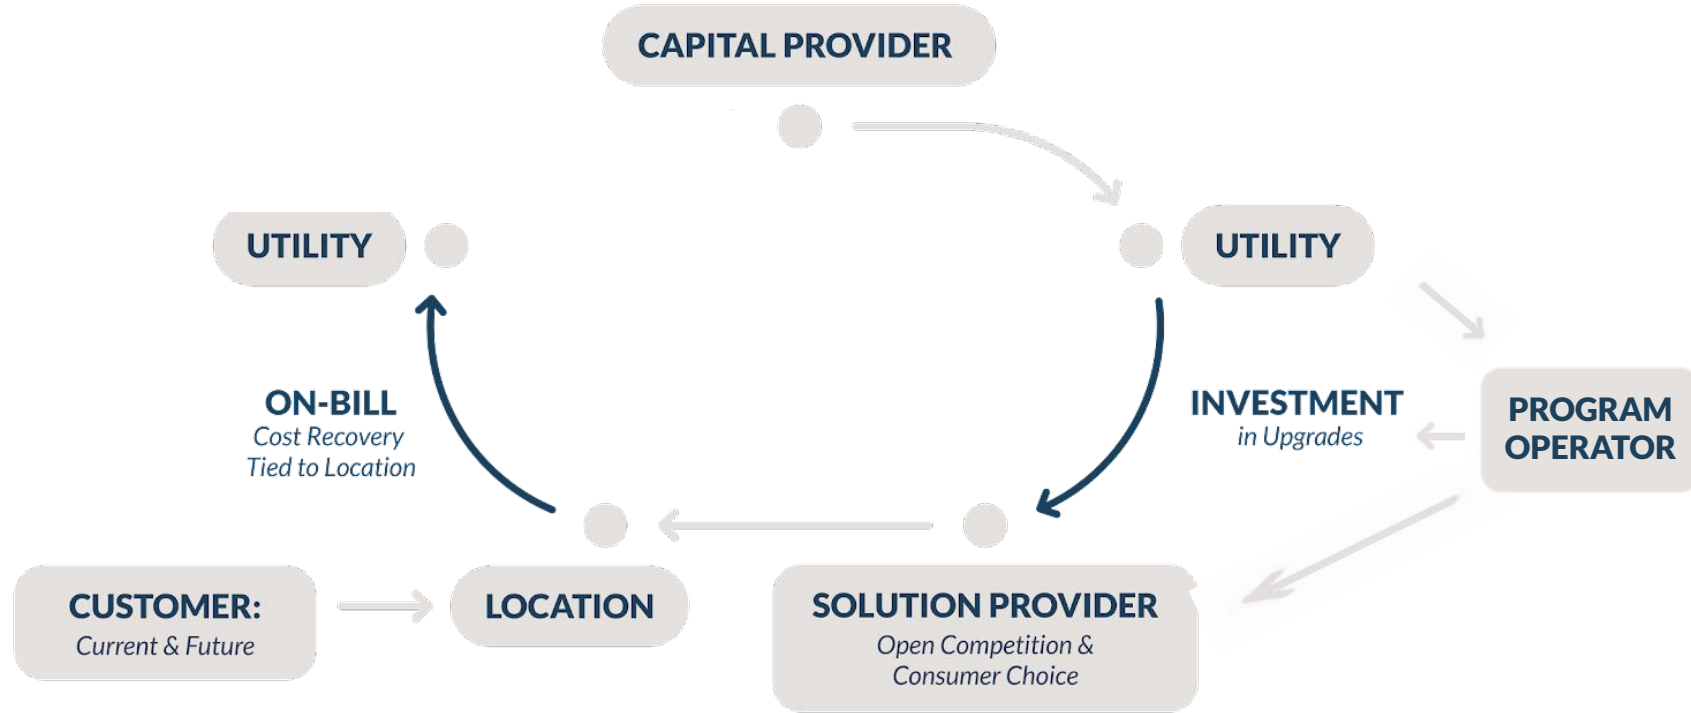 CAPITAL PROVIDER
UTILITY
UTILITY
ON-BILL
Cost Recovery
Tied to Location
INVESTMENT
in Upgrades
PROGRAM
OPERATOR
CUSTOMER:
Current & Future
LOCATION
SOLUTION PROVIDER
Open Competition &
Consumer Choice